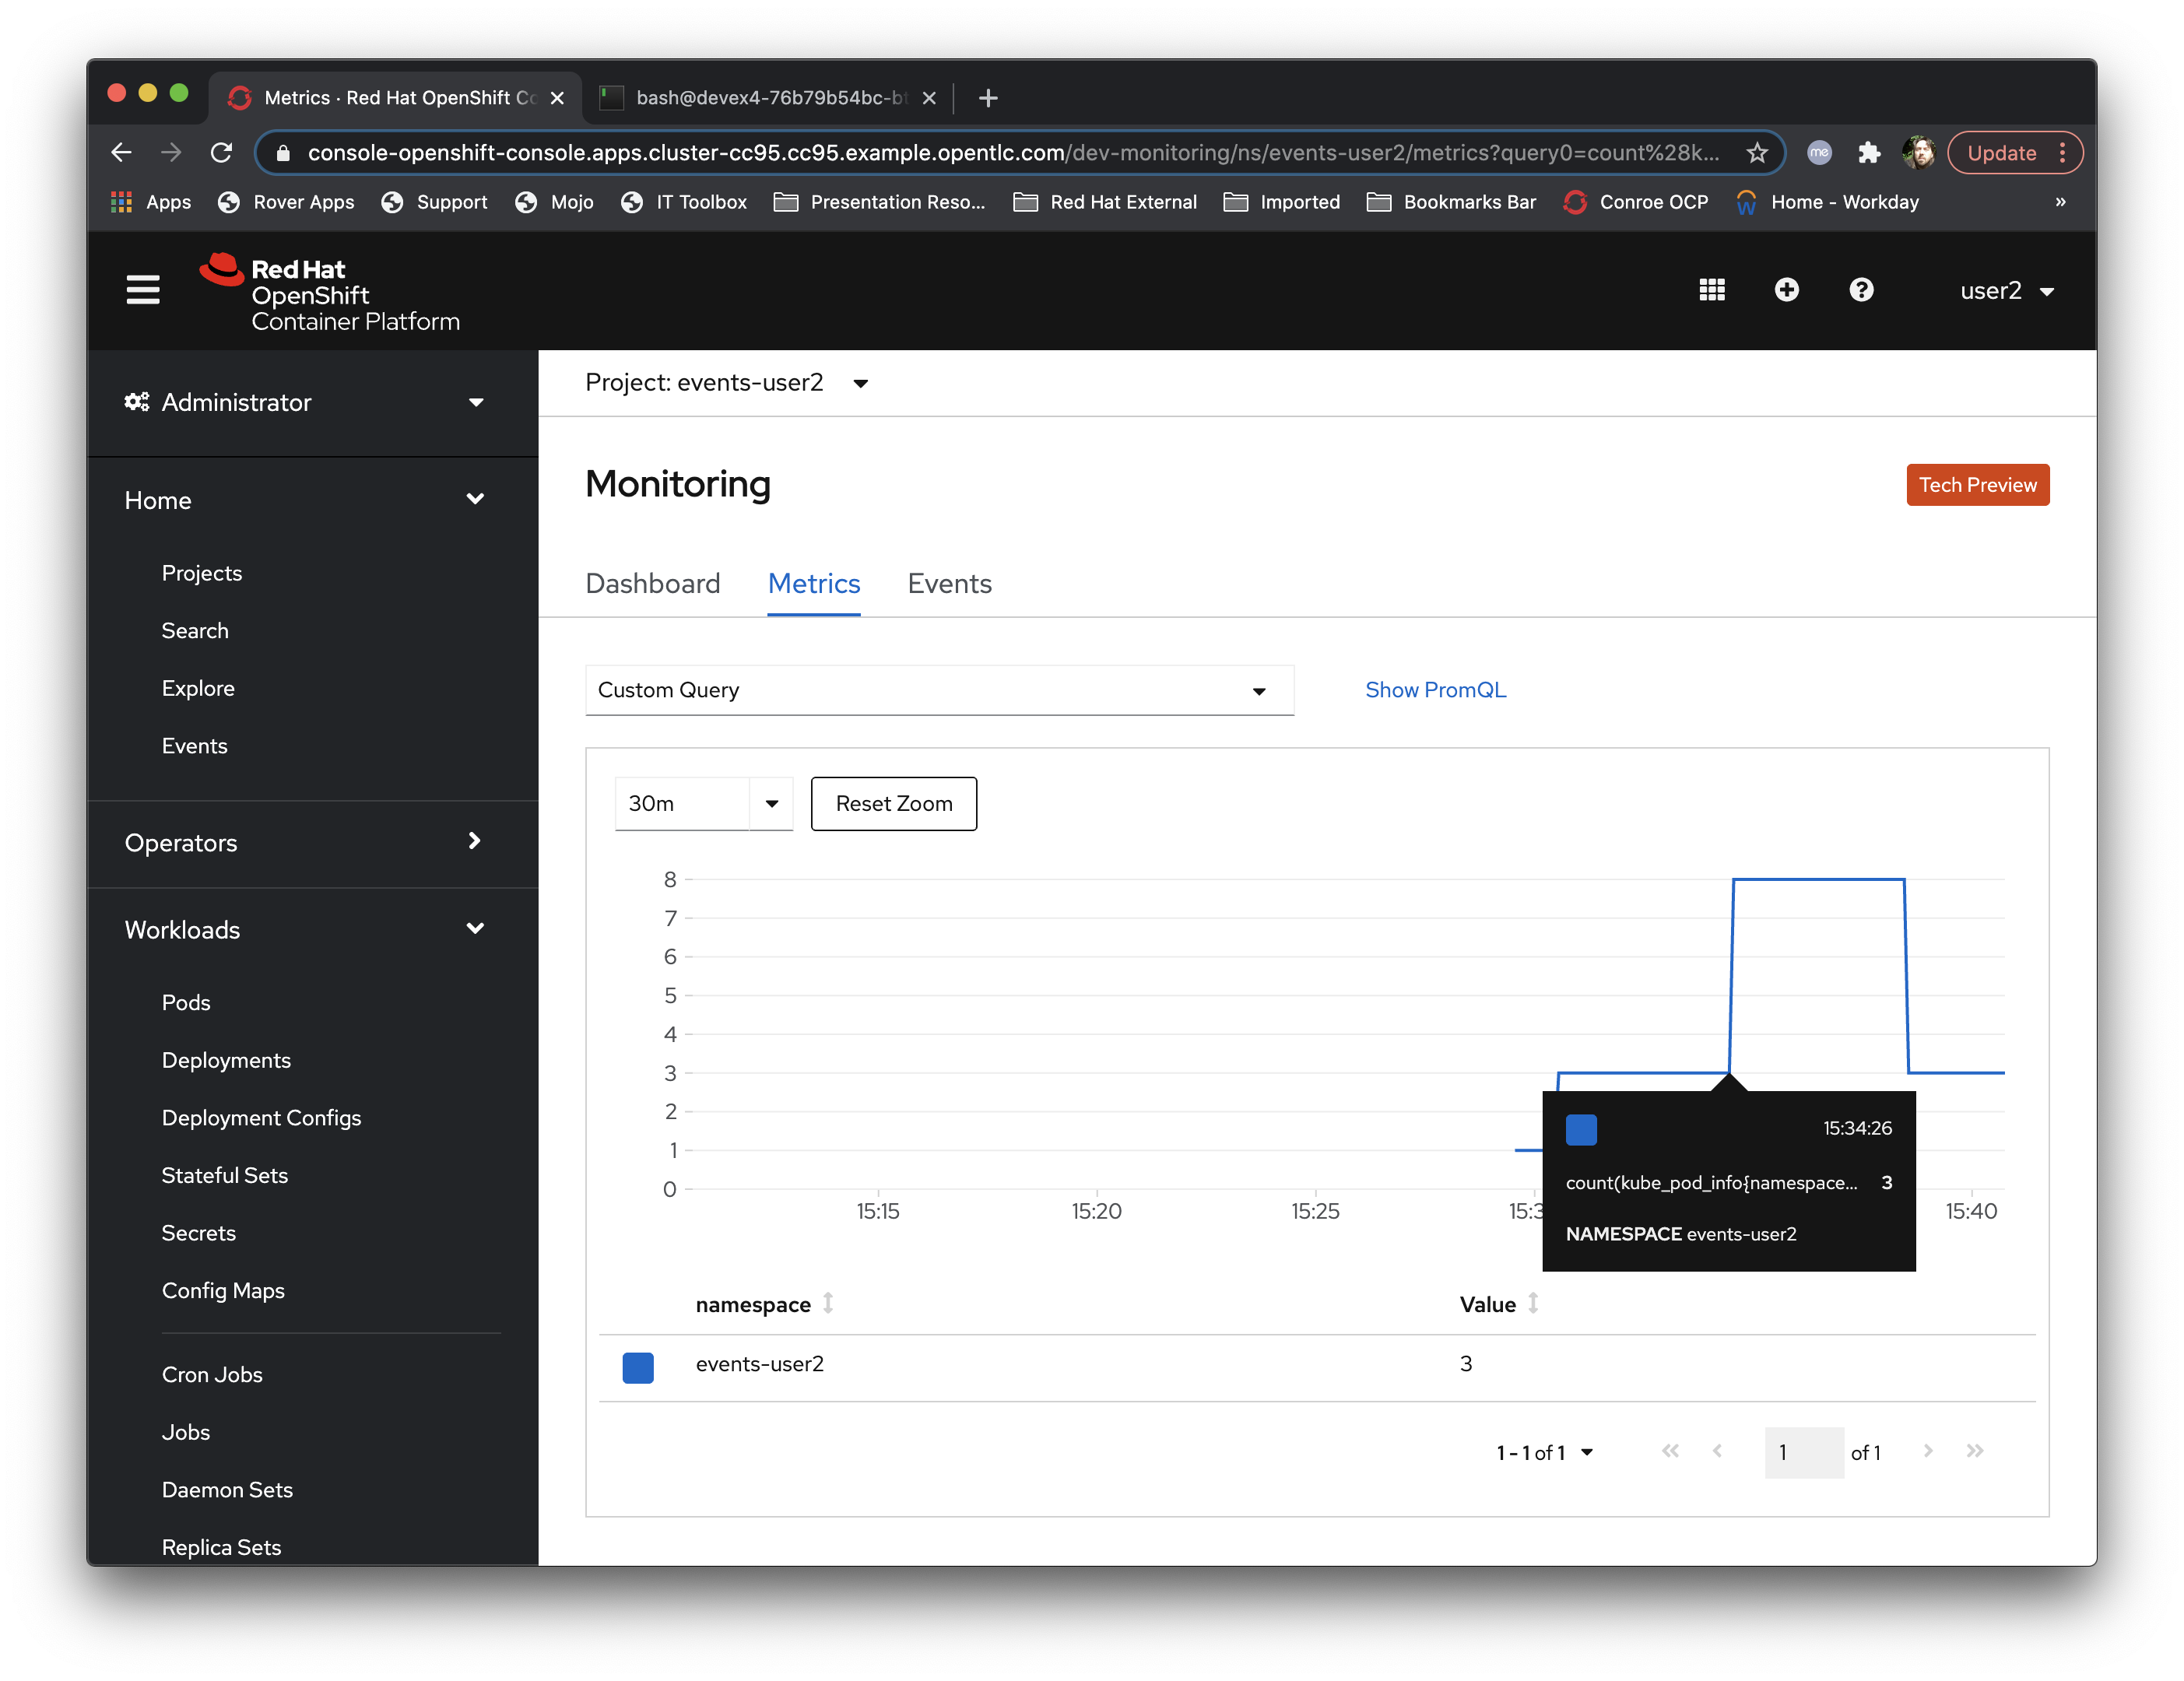 Metrics · Red Hat OpenShift Co
bash@devex4-76b79b54bc-bt
console-openshift-console.apps.cluster-cc95.cc95.example.opentlc.com/dev-monitoring/ns/events-user2/metrics?query0=count%28k...
me
Update
Apps
Rover Apps
Support
Mojo
IT Toolbox
Presentation Reso...
Red Hat External
Imported
Bookmarks Bar
Conroe OCP
Home - Workday
»
Red Hat
OpenShift
Container Platform
user2
Administrator
Home
Projects
Search
Explore
Events
Operators
Workloads
Pods
Deployments
Deployment Configs
Stateful Sets
Secrets
Config Maps
Cron Jobs
Jobs
Daemon Sets
Replica Sets
Project: events-user2
Monitoring
Tech Preview
Dashboard Metrics Events
Custom Query
Show PromQL
30m
Reset Zoom
8
7
6
5
4
3
2
1
0
15:15 15:20 15:25 15:3 15:40
15:34:26
count(kube_pod_info{namespace... 3
NAMESPACE events-user2
namespace Value
events-user2 3
1 - 1 of 1
1 of 1